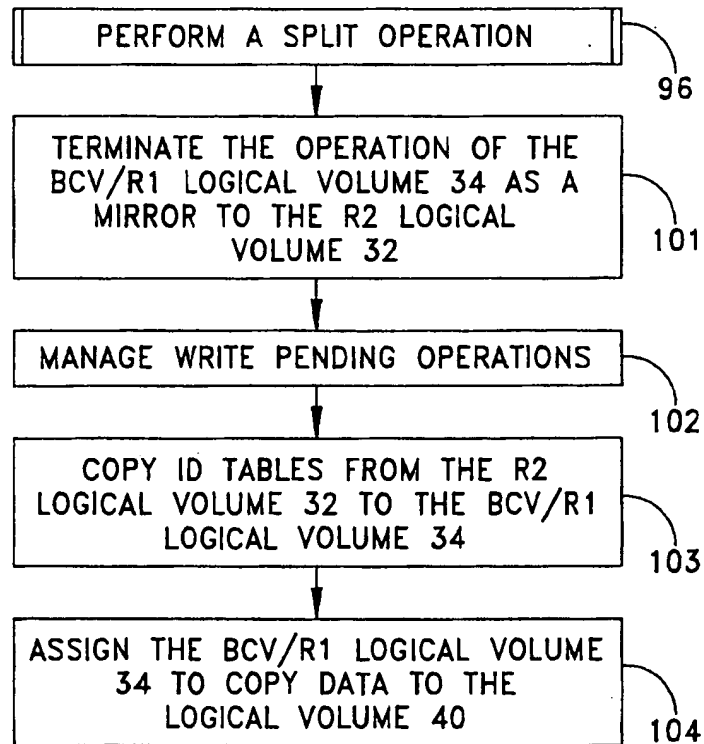 PERFORM A SPLIT OPERATION
96
TERMINATE THE OPERATION OF THE
BCV/R1 LOGICAL VOLUME 34 AS A
MIRROR TO THE R2 LOGICAL
VOLUME 32
101
MANAGE WRITE PENDING OPERATIONS
102
COPY ID TABLES FROM THE R2
LOGICAL VOLUME 32 TO THE BCV/R1
LOGICAL VOLUME 34
103
ASSIGN THE BCV/R1 LOGICAL VOLUME
34 TO COPY DATA TO THE
LOGICAL VOLUME 40
104